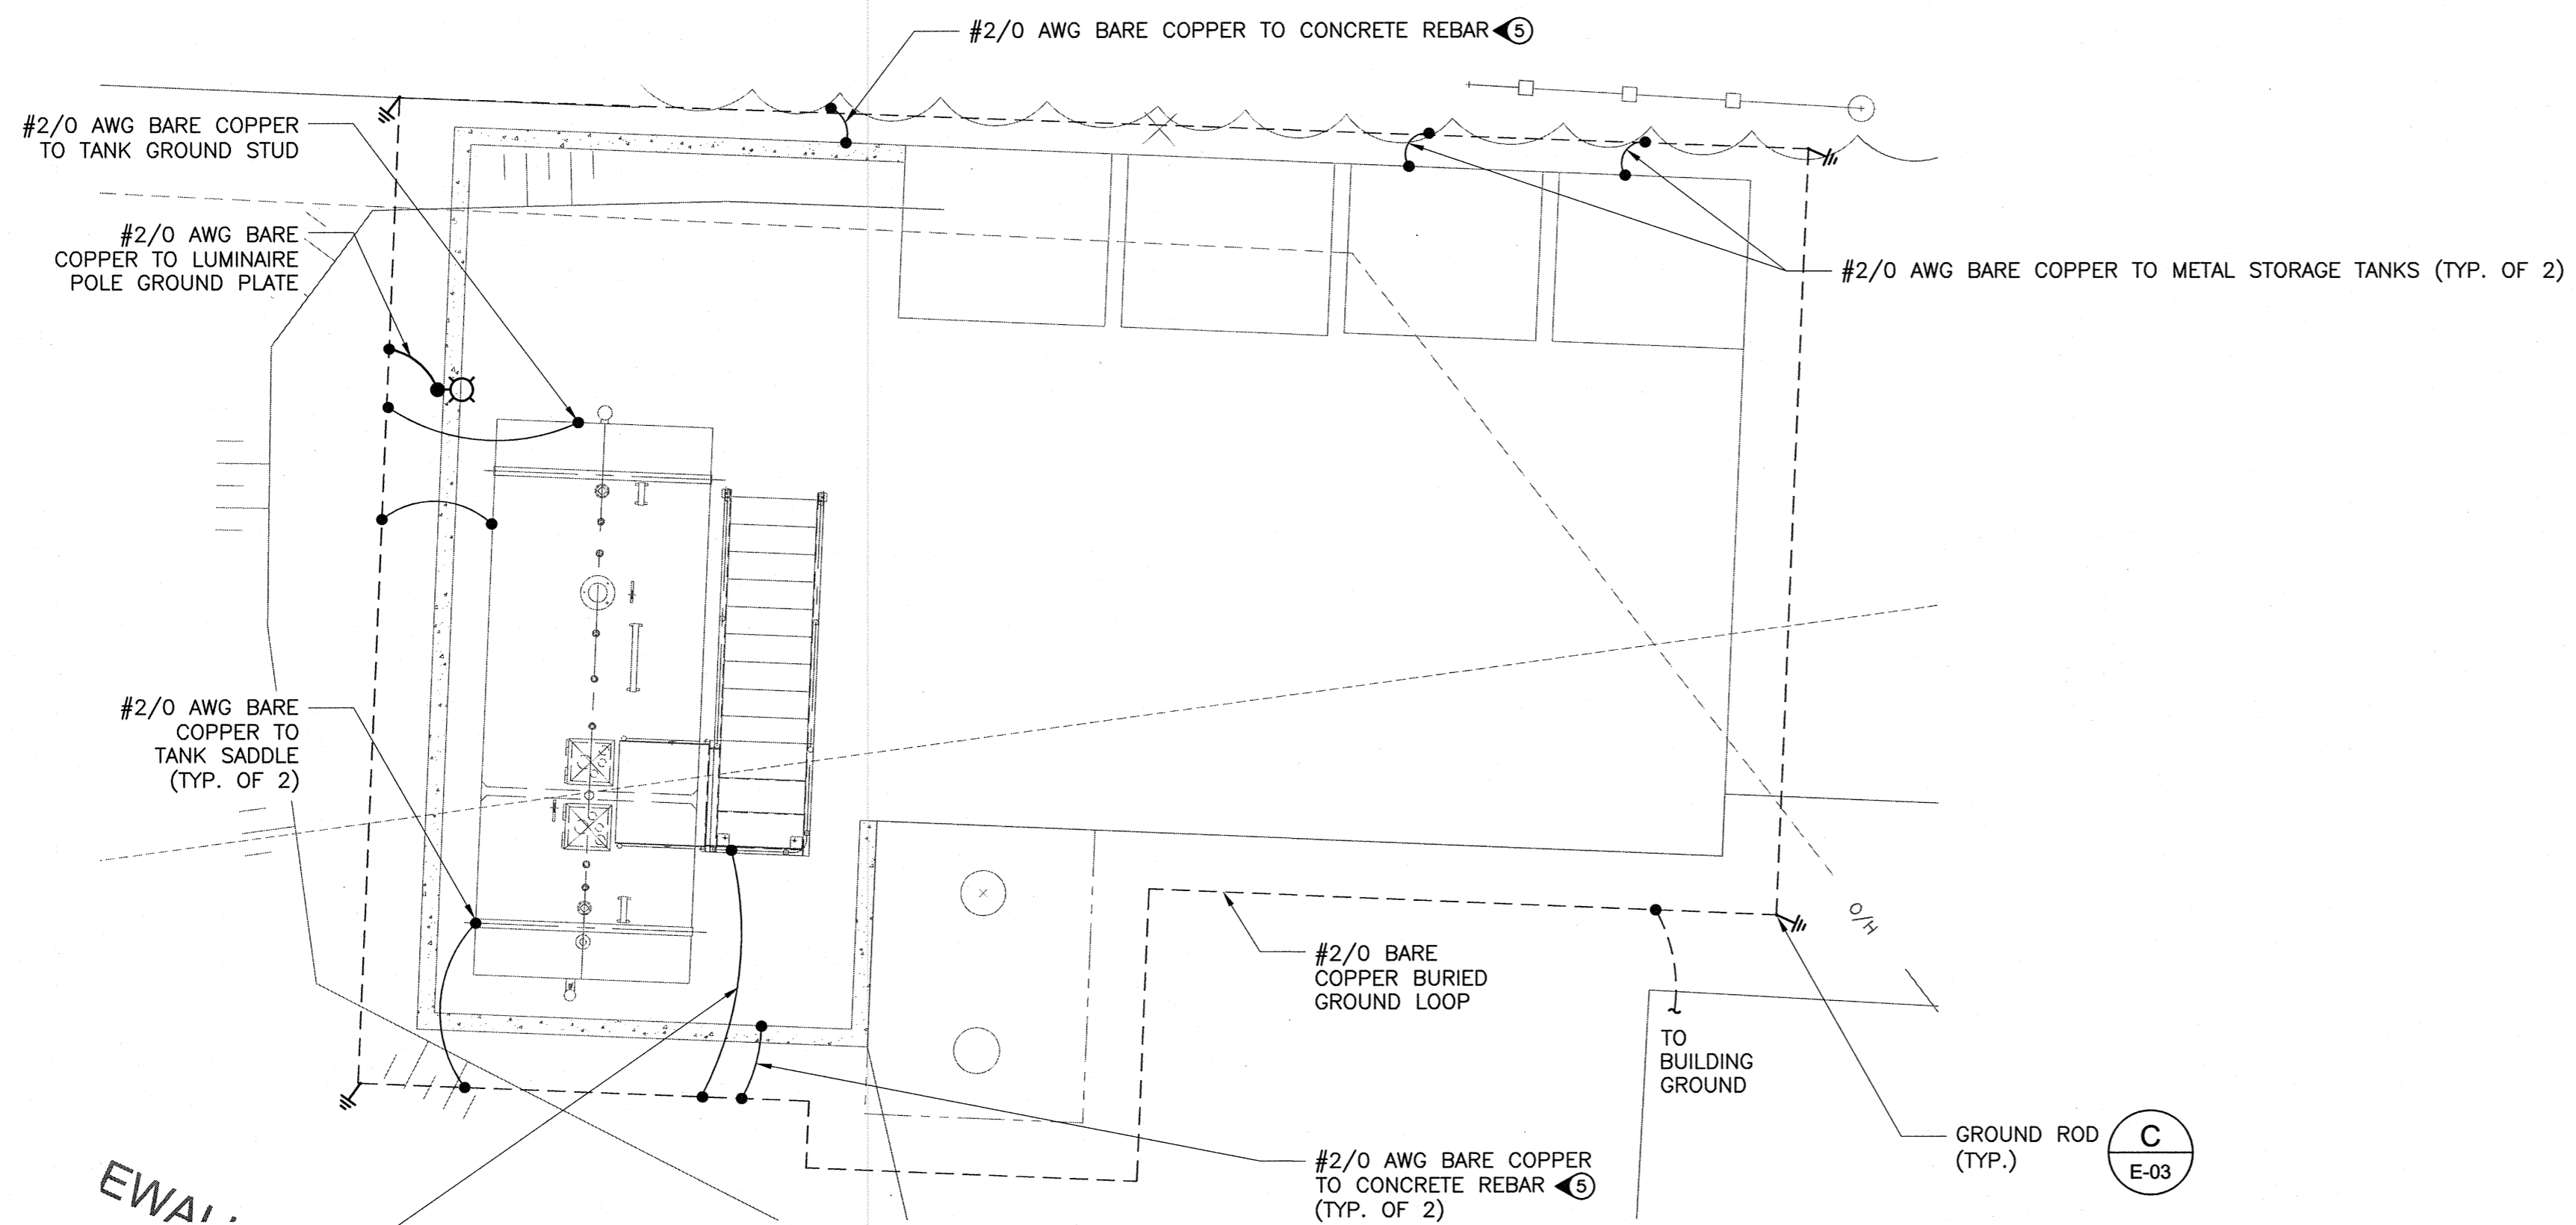 #2/0 AWG BARE COPPER TO CONCRETE REBAR 5
#2/0 AWG BARE COPPER
TO TANK GROUND STUD
#2/0 AWG BARE
COPPER TO LUMINAIRE
POLE GROUND PLATE
#2/0 AWG BARE COPPER TO METAL STORAGE TANKS (TYP. OF 2)
#2/0 AWG BARE
COPPER TO
TANK SADDLE
(TYP. OF 2)
O/H
#2/0 BARE
COPPER BURIED
GROUND LOOP
TO
BUILDING
GROUND
GROUND ROD
(TYP.)
C
E-03
#2/0 AWG BARE COPPER
TO CONCRETE REBAR 5
(TYP. OF 2)